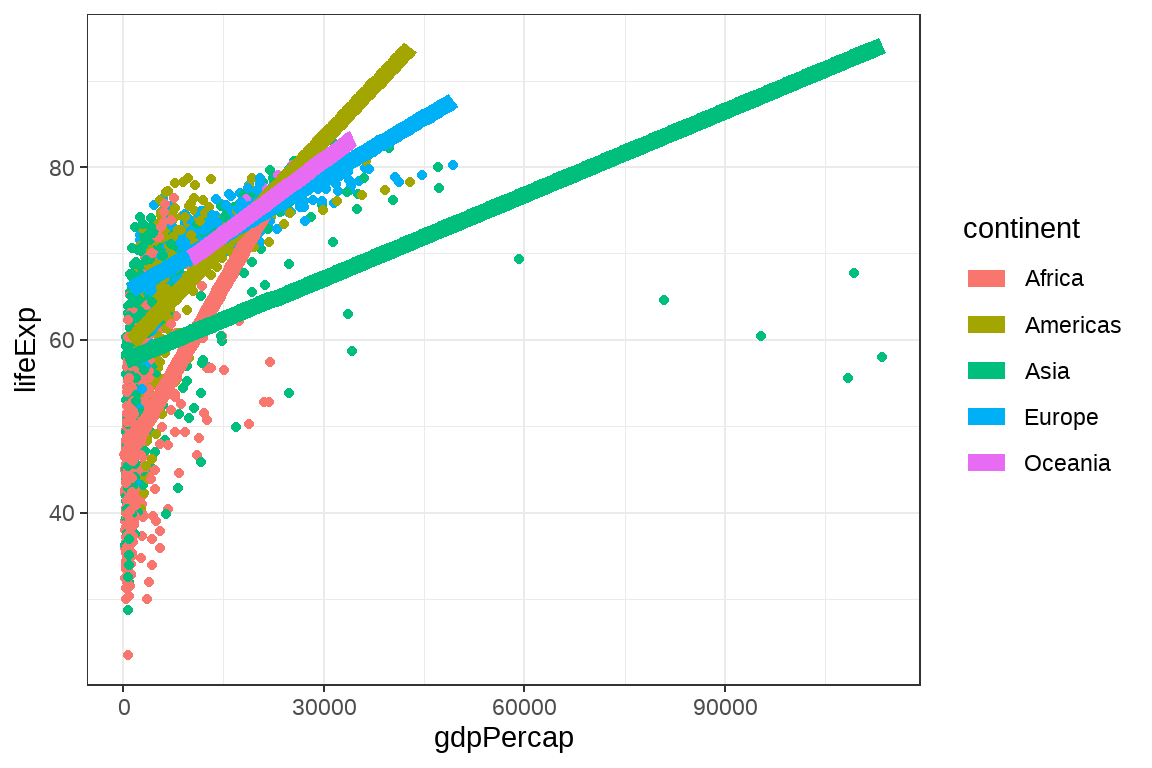 lifeExp
80
60
40
0
30000
60000
90000
gdpPercap
continent
Africa
Americas
Asia
Europe
Oceania